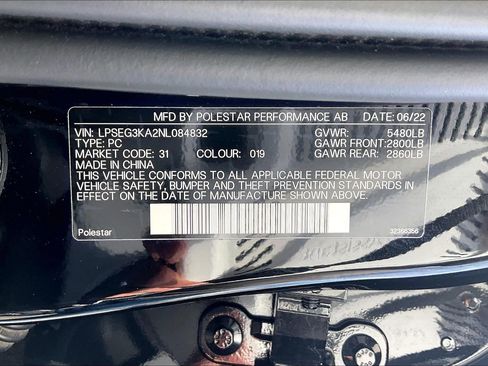 MFD BY POLESTAR PERFORMANCE AB DATE: 06/22
VIN: LPSEG3KA2NL084832 GVWR: 5480LB
TYPE: PC GAWR FRONT:2800LB
MARKET CODE: 31 COLOUR: 019 GAWR REAR: 2860LB
MADE IN CHINA
THIS VEHICLE CONFORMS TO ALL APPLICABLE FEDERAL MOTOR
VEHICLE SAFETY, BUMPER AND THEFT PREVENTION STANDARDS IN
EFFECT ON THE DATE OF MANUFACTURE SHOWN ABOVE.
Polestar 32366356